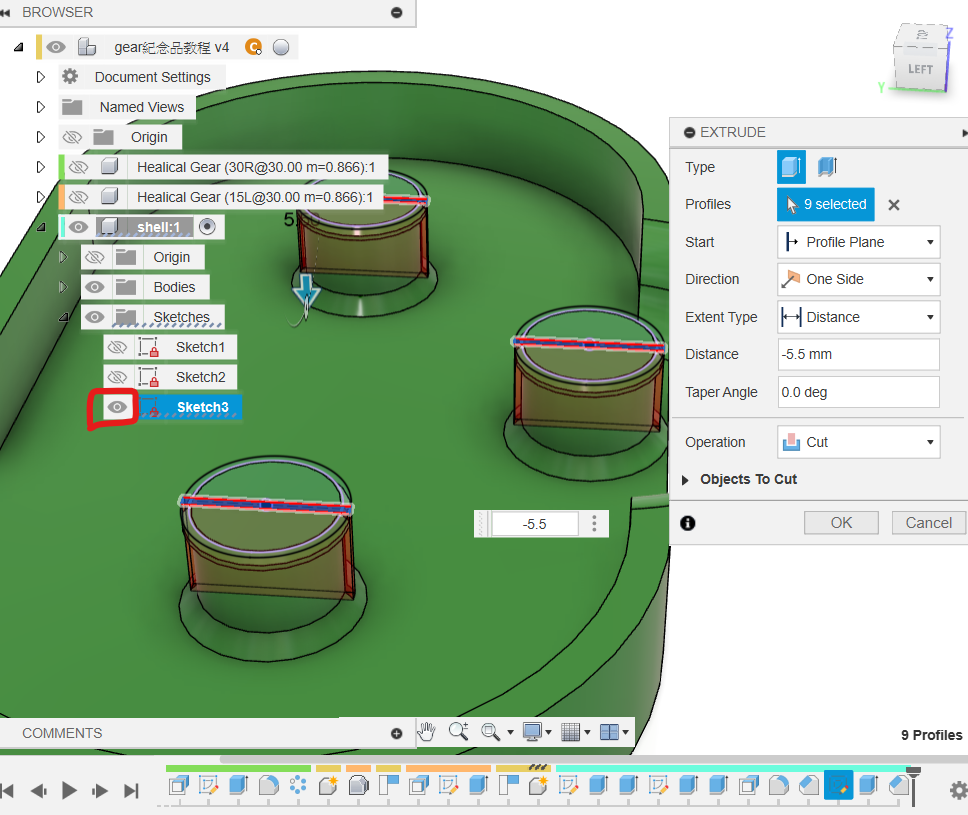 BROWSER
gear紀念品教程 v4
Document Settings
Named Views
Origin
Healical Gear (30R@30.00 m=0.866):1
Healical Gear (15L@30.00 m=0.866):1
shell:1
Origin
Bodies
Sketches
Sketch1
Sketch2
Sketch3
Z
LEFT
Y
EXTRUDE
Type
Profiles 9 selected
Start Profile Plane
Direction One Side
Extent Type Distance
Distance -5.5 mm
Taper Angle 0.0 deg
Operation Cut
Objects To Cut
OK Cancel
-5.5
COMMENTS
9 Profiles